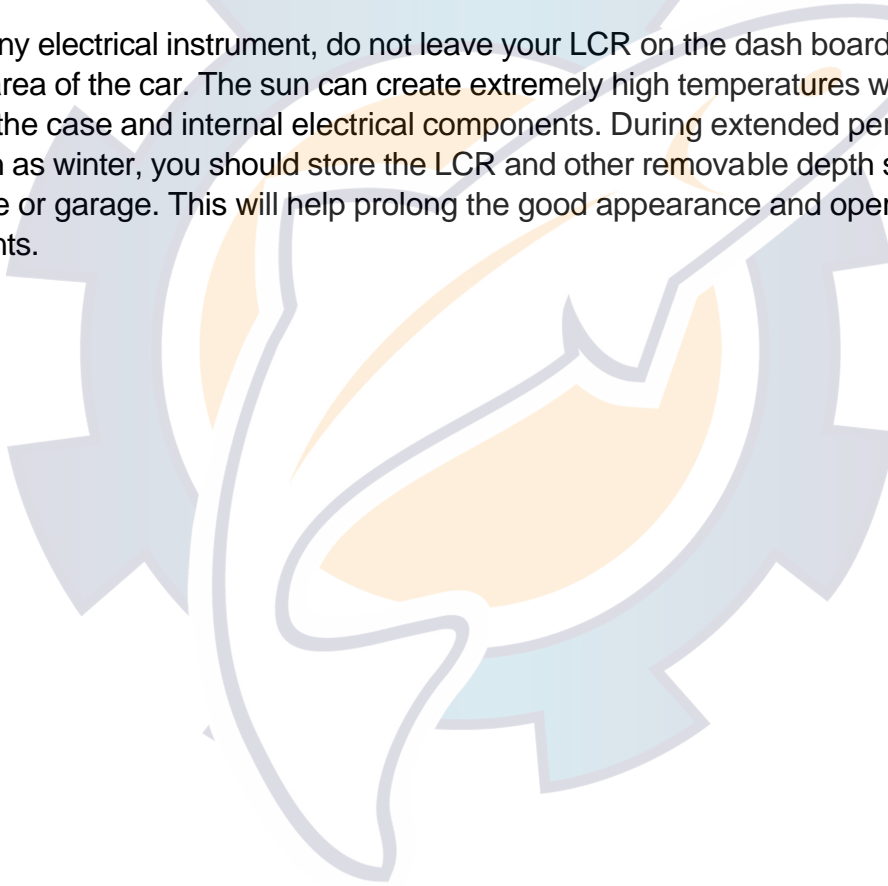 ny electrical instrument, do not leave your LCR on the dash board
area of the car. The sun can create extremely high temperatures w
the case and internal electrical components. During extended per
as winter, you should store the LCR and other removable depth s
e or garage. This will help prolong the good appearance and oper
nts.